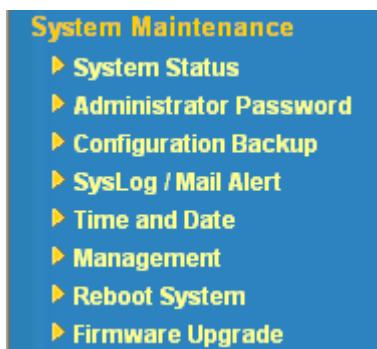 System Maintenance
System Status
Administrator Password
Configuration Backup
SysLog / Mail Alert
Time and Date
Management
Reboot System
Firmware Upgrade